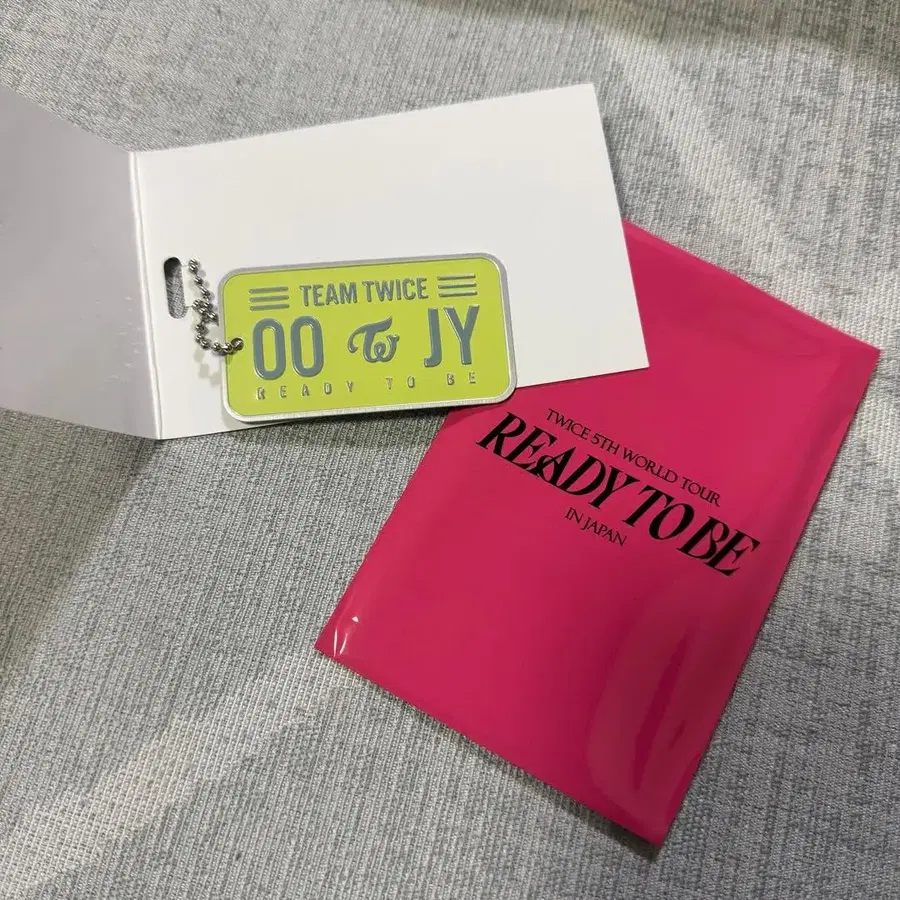 TEAM TWICE
00 JY
READY TO BE
TWICE 5TH WORLD TOUR
READY TO BE
IN JAPAN